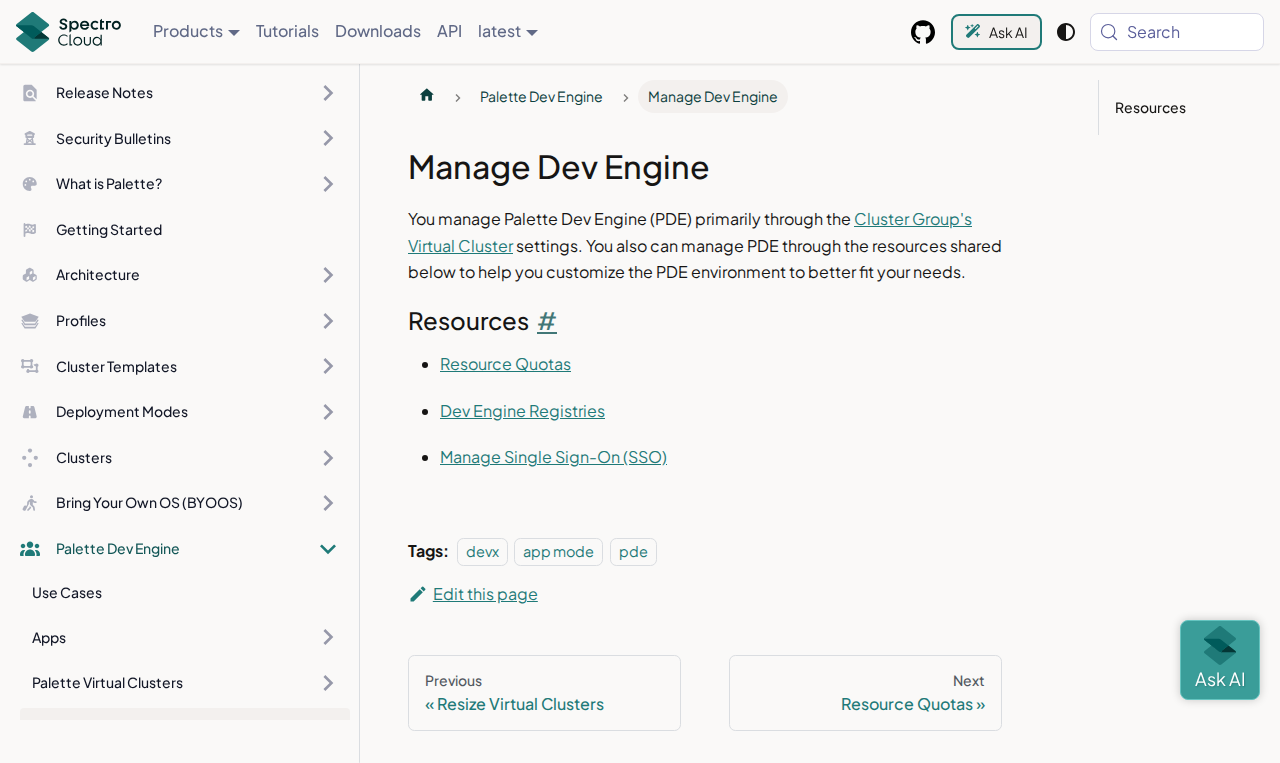 Spectro Cloud
Products
Tutorials
Downloads
API
latest
Ask AI
Search
Release Notes
Security Bulletins
What is Palette?
Getting Started
Architecture
Profiles
Cluster Templates
Deployment Modes
Clusters
Bring Your Own OS (BYOOS)
Palette Dev Engine
Use Cases
Apps
Palette Virtual Clusters
Palette Dev Engine
Manage Dev Engine
Manage Dev Engine
You manage Palette Dev Engine (PDE) primarily through the Cluster Group's
Virtual Cluster settings. You also can manage PDE through the resources shared
below to help you customize the PDE environment to better fit your needs.
Resources #
Resource Quotas
Dev Engine Registries
Manage Single Sign-On (SSO)
Tags: devx app mode pde
Edit this page
Previous
« Resize Virtual Clusters
Next
Resource Quotas »
Resources
Ask AI